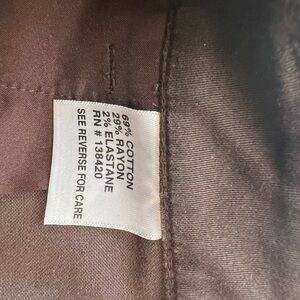 69% COTTON
29% RAYON
2% ELASTANE
RN # 138420
SEE REVERSE FOR CARE